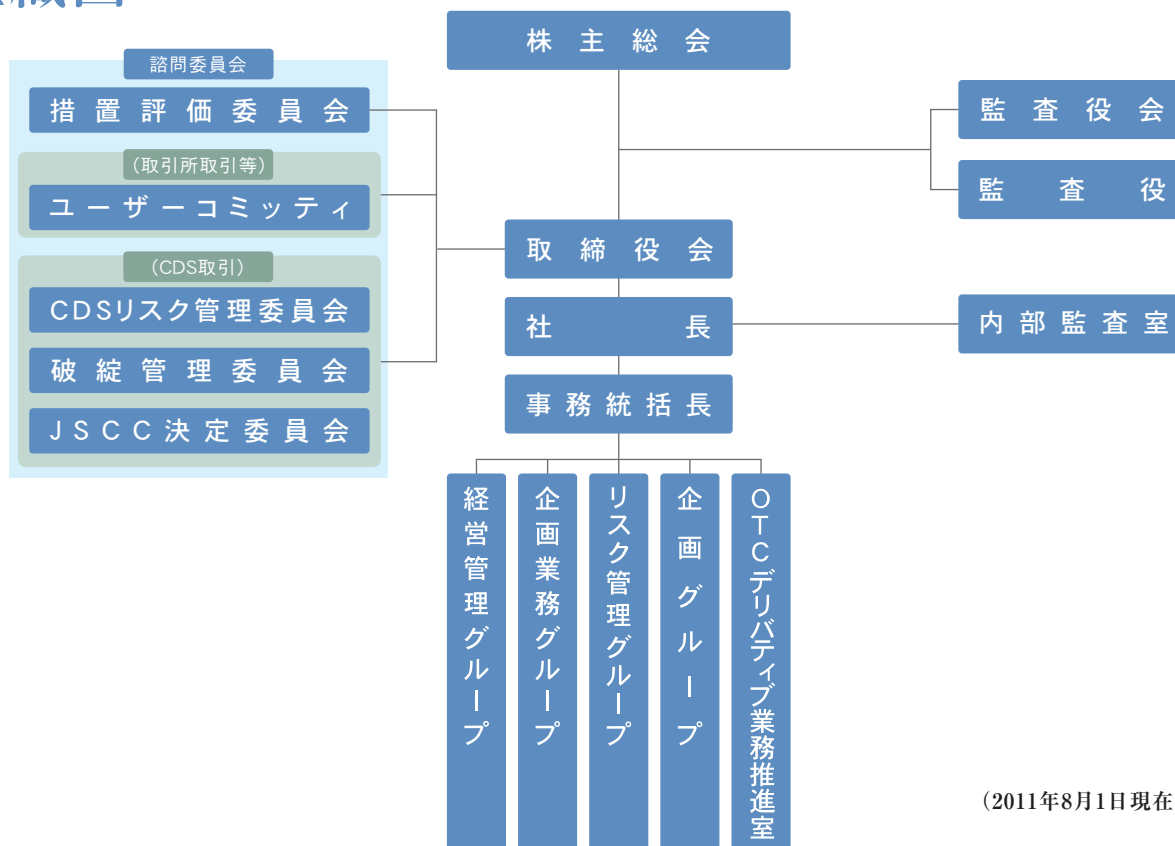 株主総会
諮問委員会
措置評価委員会
(取引所取引等)
ユーザーコミッティ
(CDS取引)
CDSリスク管理委員会
破綻管理委員会
JSCC決定委員会
監査役会
監査役
取締役会
社長
内部監査室
事務統括長
経営管理グループ
企画業務グループ
リスク管理グループ
企画グループ
OTCデリバティブ業務推進室
(2011年8月1日現在